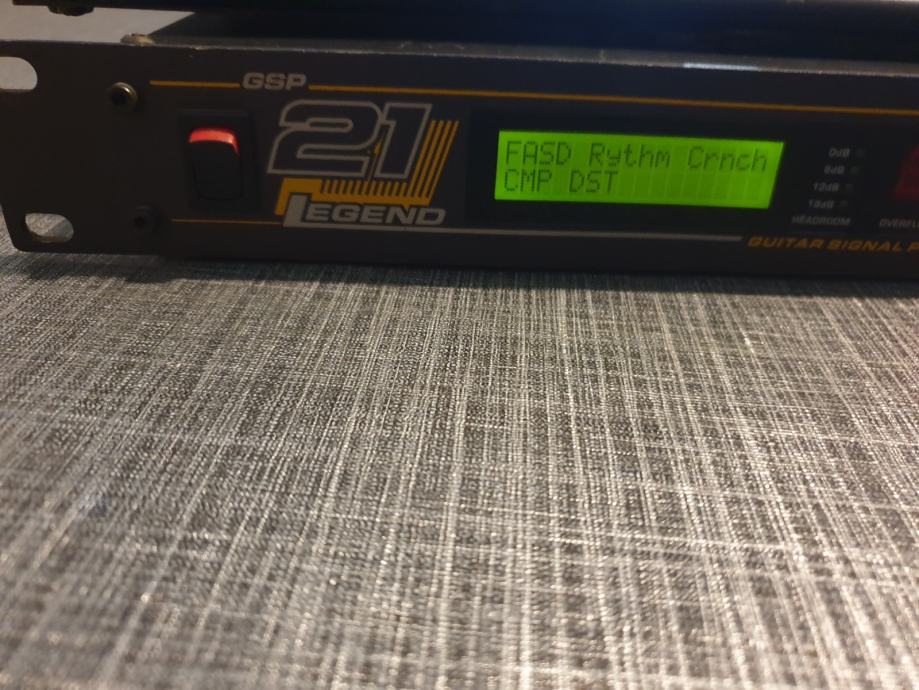 GSP
21
LEGEND
FASD Rythm Crnch
CMP DST
0dB
6dB
12dB
18dB
HEADROOM
GUITAR SIGNAL